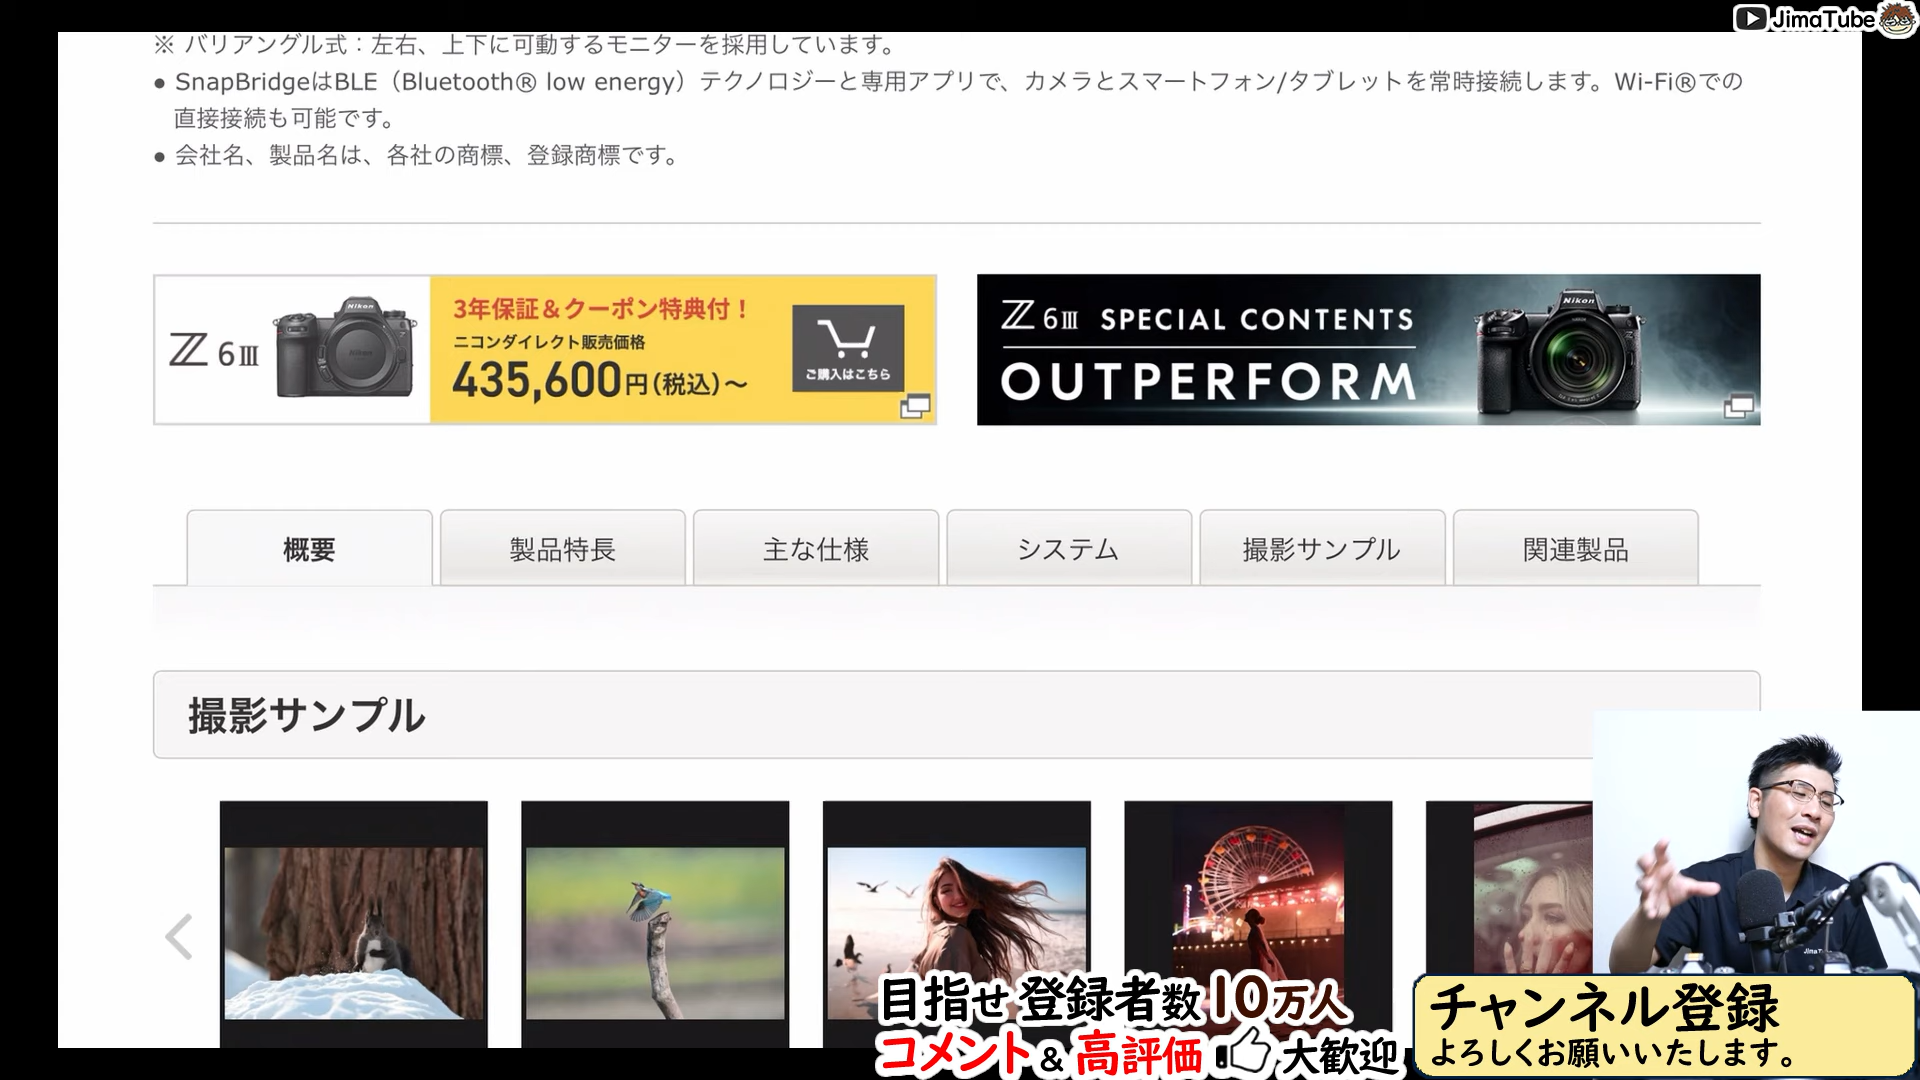 JimaTube
※ バリアングル式：左右、上下に可動するモニターを採用しています。
● SnapBridgeはBLE（Bluetooth® low energy）テクノロジーと専用アプリで、カメラとスマートフォン/タブレットを常時接続します。Wi-Fi®での
直接接続も可能です。
● 会社名、製品名は、各社の商標、登録商標です。
Z 6III
Nikon
Nikon
3年保証＆クーポン特典付！
ニコンダイレクト販売価格
435,600円(税込)～
ご購入はこちら
Z 6III SPECIAL CONTENTS
OUTPERFORM
Nikon
概要
製品特長
主な仕様
システム
撮影サンプル
関連製品
撮影サンプル
目指せ 登録者数10万人
コメント & 高評価 大歓迎
チャンネル登録
よろしくお願いいたします。